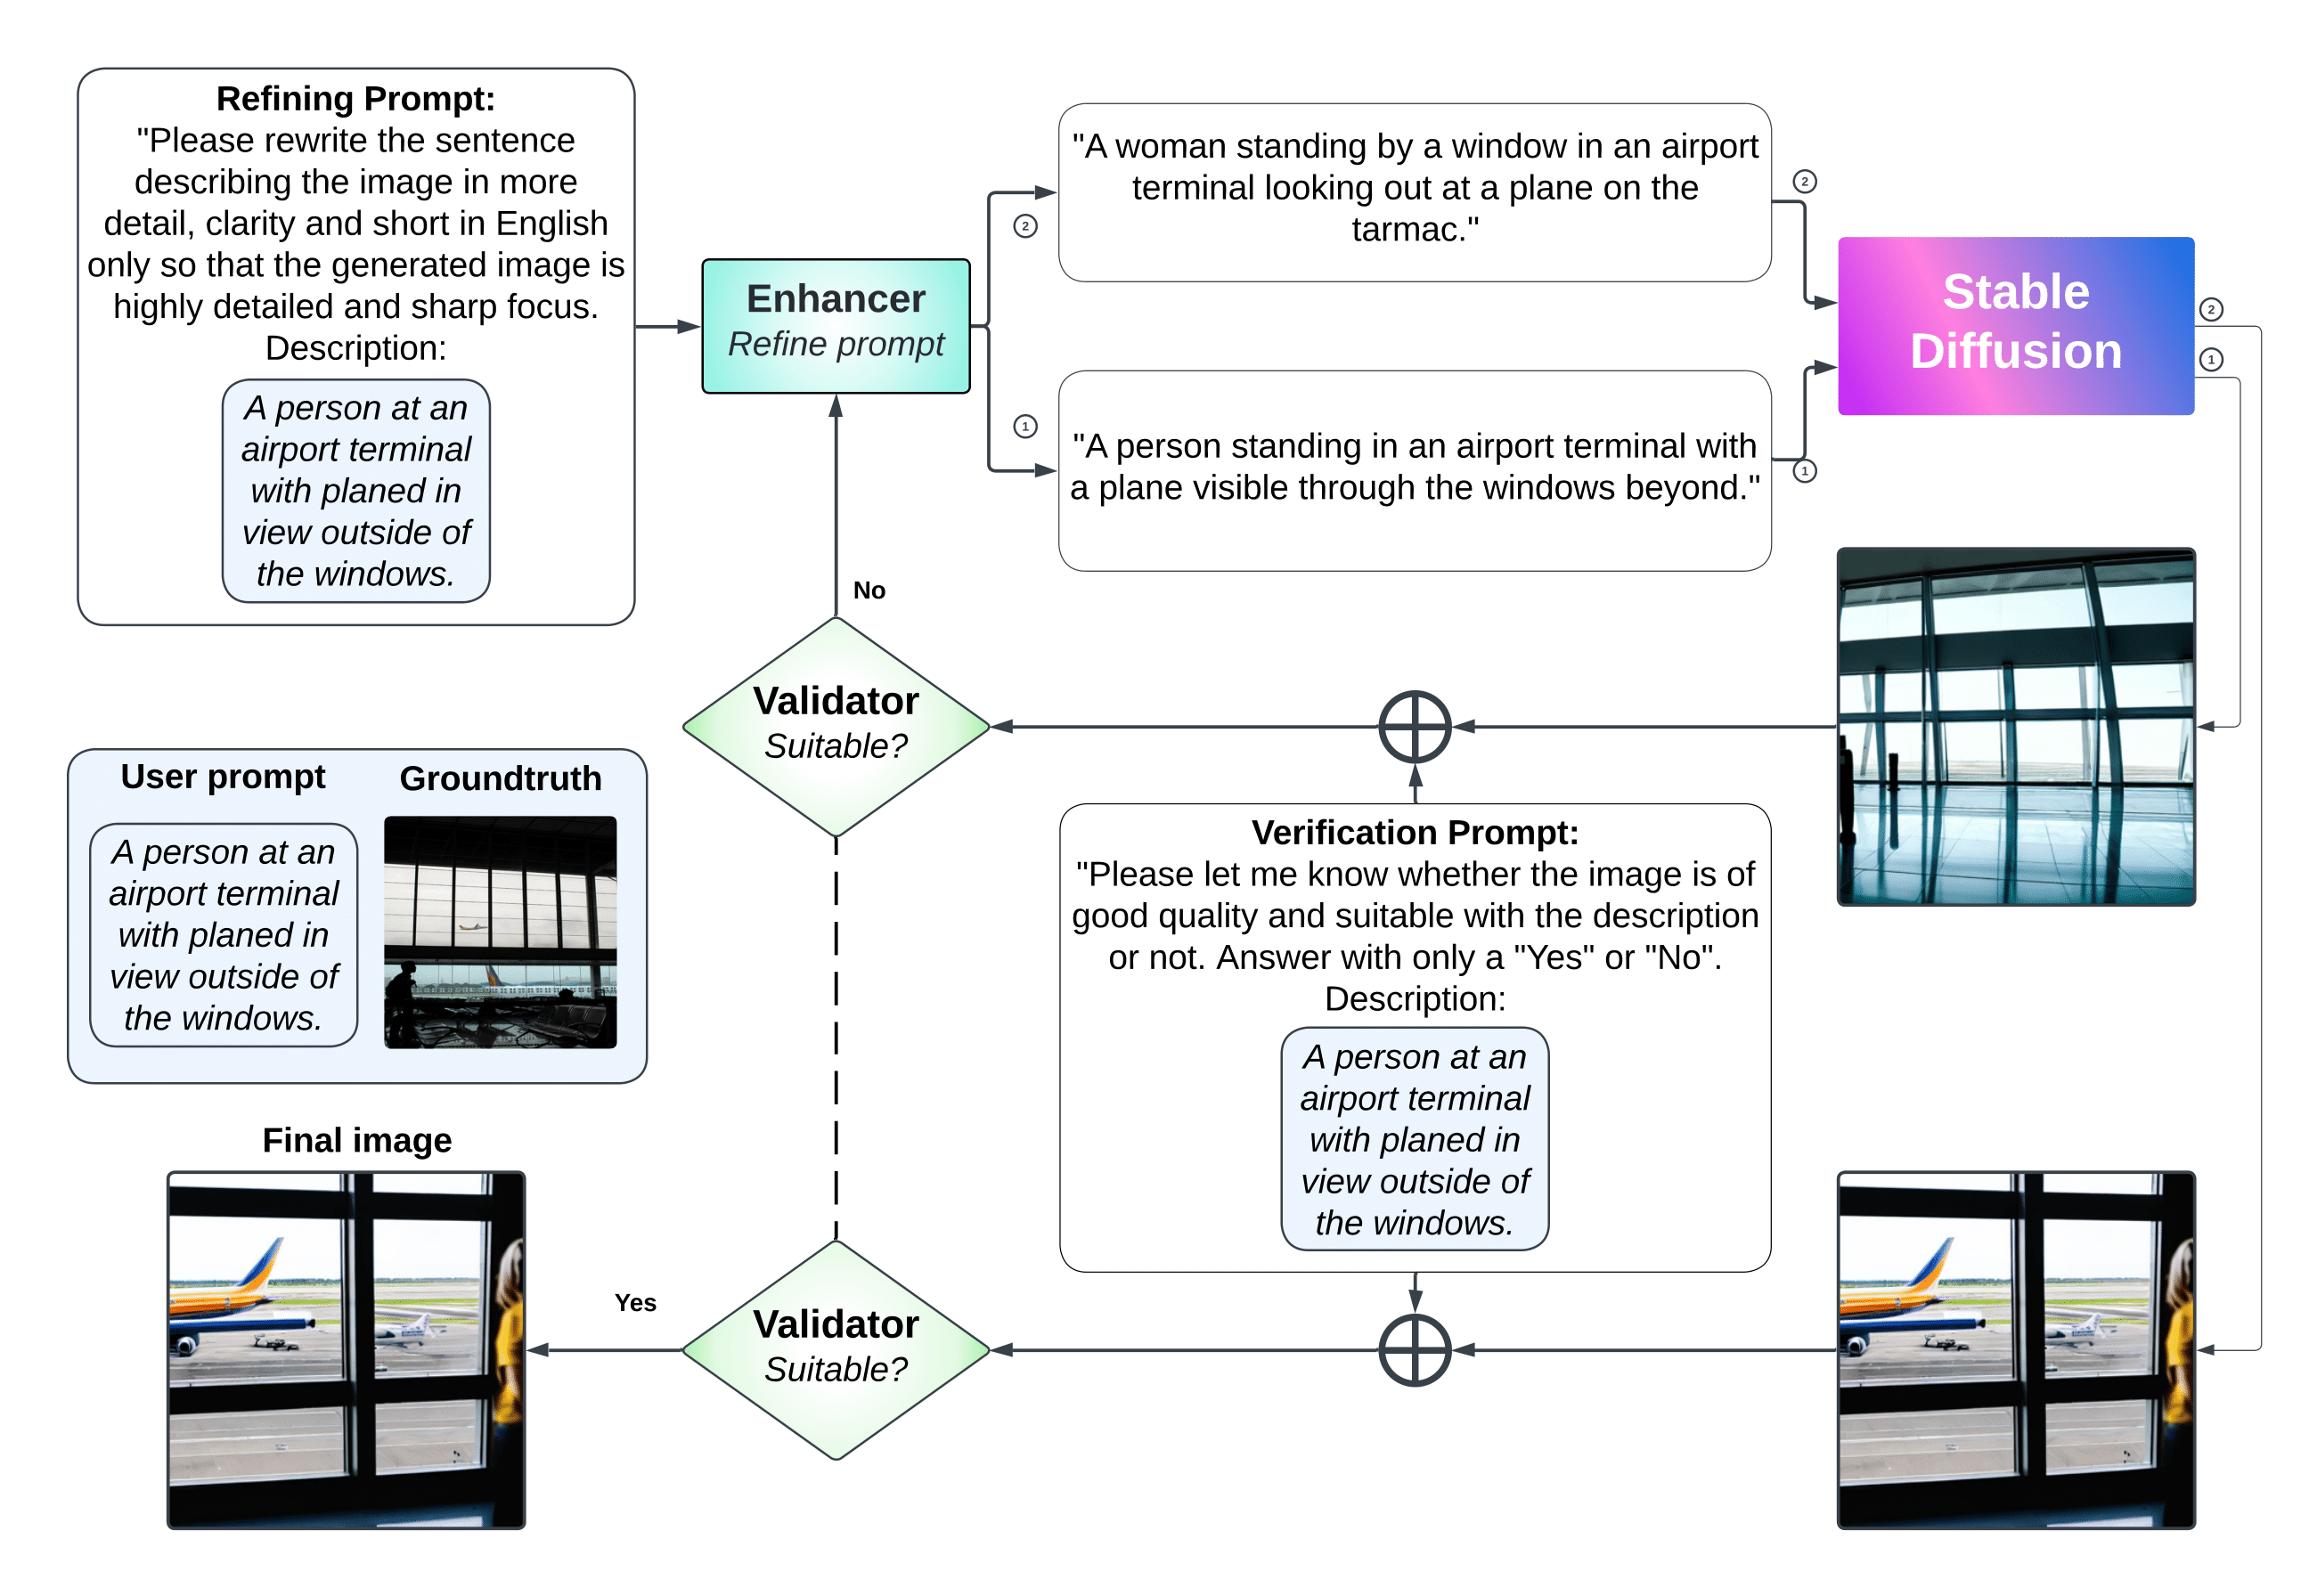 Refining Prompt:
"Please rewrite the sentence
describing the image in more
detail, clarity and short in English
only so that the generated image is
highly detailed and sharp focus.
Description:
A person at an
airport terminal
with planed in
view outside of
the windows.
Enhancer
Refine prompt
2
"A woman standing by a window in an airport
terminal looking out at a plane on the
tarmac."
2
1
"A person standing in an airport terminal with
a plane visible through the windows beyond."
1
Stable
Diffusion
2
1
No
Validator
Suitable?
User prompt
A person at an
airport terminal
with planed in
view outside of
the windows.
Groundtruth
Verification Prompt:
"Please let me know whether the image is of
good quality and suitable with the description
or not. Answer with only a "Yes" or "No".
Description:
A person at an
airport terminal
with planed in
view outside of
the windows.
Final image
Yes
Validator
Suitable?